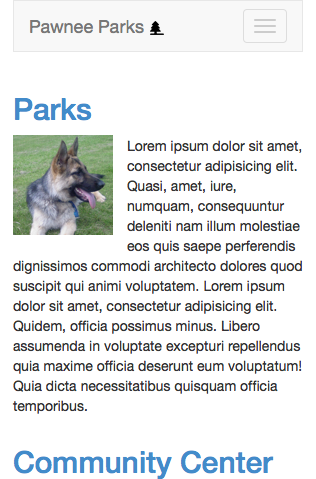 Pawnee Parks
Parks
Lorem ipsum dolor sit amet,
consectetur adipisicing elit.
Quasi, amet, iure,
numquam, consequuntur
deleniti nam illum molestiae
eos quis saepe perferendis
dignissimos commodi architecto dolores quod
suscipit qui animi voluptatem. Lorem ipsum
dolor sit amet, consectetur adipisicing elit.
Quidem, officia possimus minus. Libero
assumenda in voluptate excepturi repellendus
quia maxime officia deserunt eum voluptatum!
Quia dicta necessitatibus quisquam officia
temporibus.
Community Center